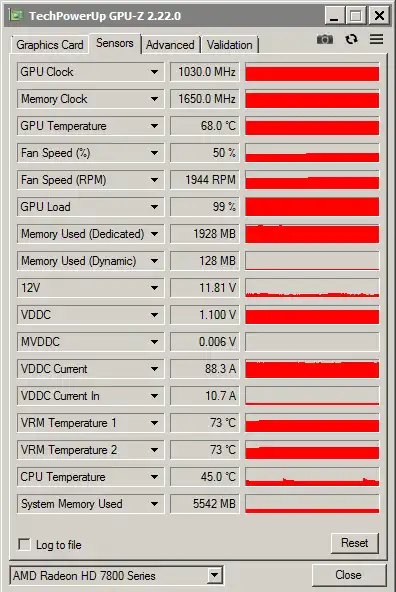 TechPowerUp GPU-Z 2.22.0
Graphics Card Sensors Advanced Validation
GPU Clock 1030.0 MHz
Memory Clock 1650.0 MHz
GPU Temperature 68.0 °C
Fan Speed (%) 50 %
Fan Speed (RPM) 1944 RPM
GPU Load 99 %
Memory Used (Dedicated) 1928 MB
Memory Used (Dynamic) 128 MB
12V 11.81 V
VDDC 1.100 V
MVDDC 0.006 V
VDDC Current 88.3 A
VDDC Current In 10.7 A
VRM Temperature 1 73 °C
VRM Temperature 2 73 °C
CPU Temperature 45.0 °C
System Memory Used 5542 MB
Log to file Reset
AMD Radeon HD 7800 Series Close